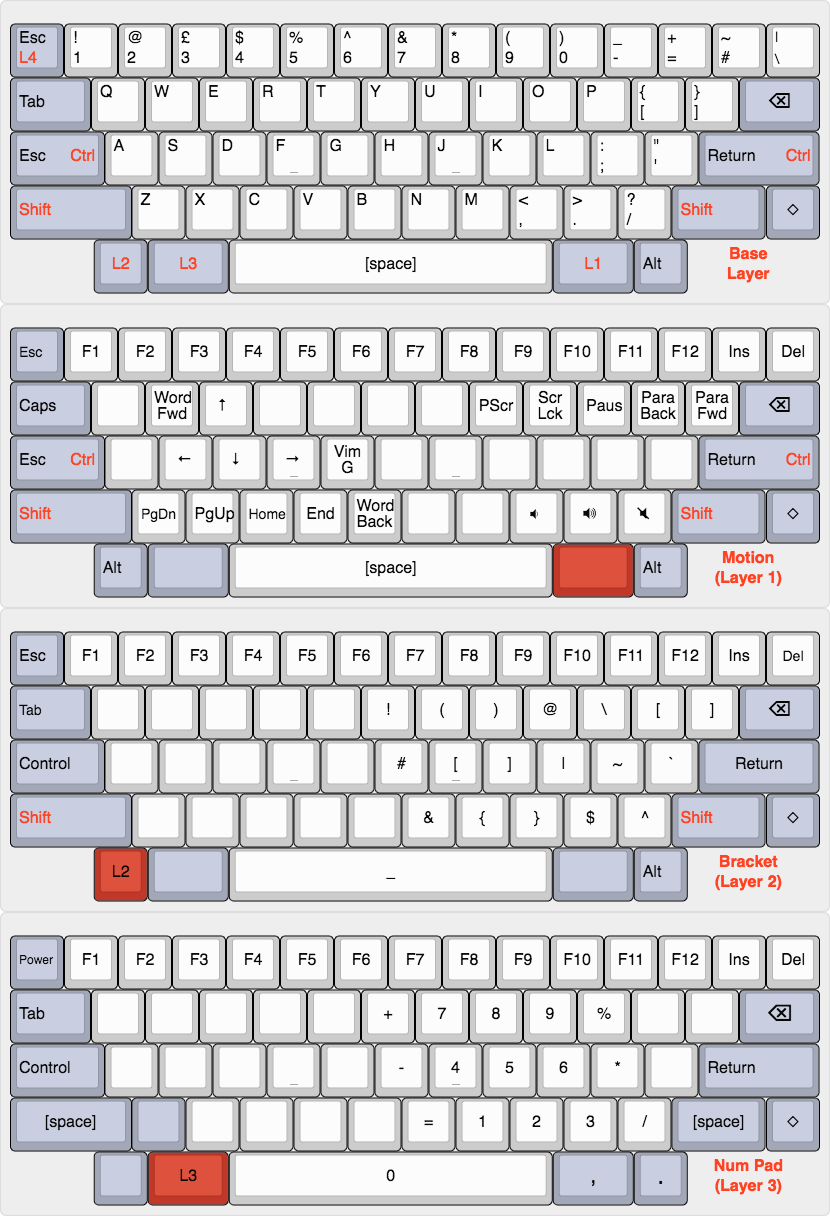 Esc ! @ £ $ % ^ & * ( ) _ + ~ |
L4 1 2 3 4 5 6 7 8 9 0 - = # \
Tab Q W E R T Y U I O P { } ⌫
[ ]
Esc Ctrl A S D F _ G H J _ K L : " Return Ctrl
; '
Shift Z X C V B N M < > ? Shift ◇
, . /
L2 L3 [space] L1 Alt
Base
Layer
Esc F1 F2 F3 F4 F5 F6 F7 F8 F9 F10 F11 F12 Ins Del
Caps Word ↑ PScr Scr Paus Para Para ⌫
Fwd Lck Back Fwd
Esc Ctrl ← ↓ → _ Vim _ Return Ctrl
G
Shift PgDn PgUp Home End Word Shift ◇
Back
Alt [space] Alt
Motion
(Layer 1)
Esc F1 F2 F3 F4 F5 F6 F7 F8 F9 F10 F11 F12 Ins Del
Tab ! ( ) @ \ [ ] ⌫
Control _ # [ _ ] | ~ ` Return
Shift & { } $ ^ Shift ◇
L2 _ Alt
Bracket
(Layer 2)
Power F1 F2 F3 F4 F5 F6 F7 F8 F9 F10 F11 F12 Ins Del
Tab + 7 8 9 % ⌫
Control _ - 4 _ 5 6 * Return
[space] = 1 2 3 / [space] ◇
L3 0 , .
Num Pad
(Layer 3)